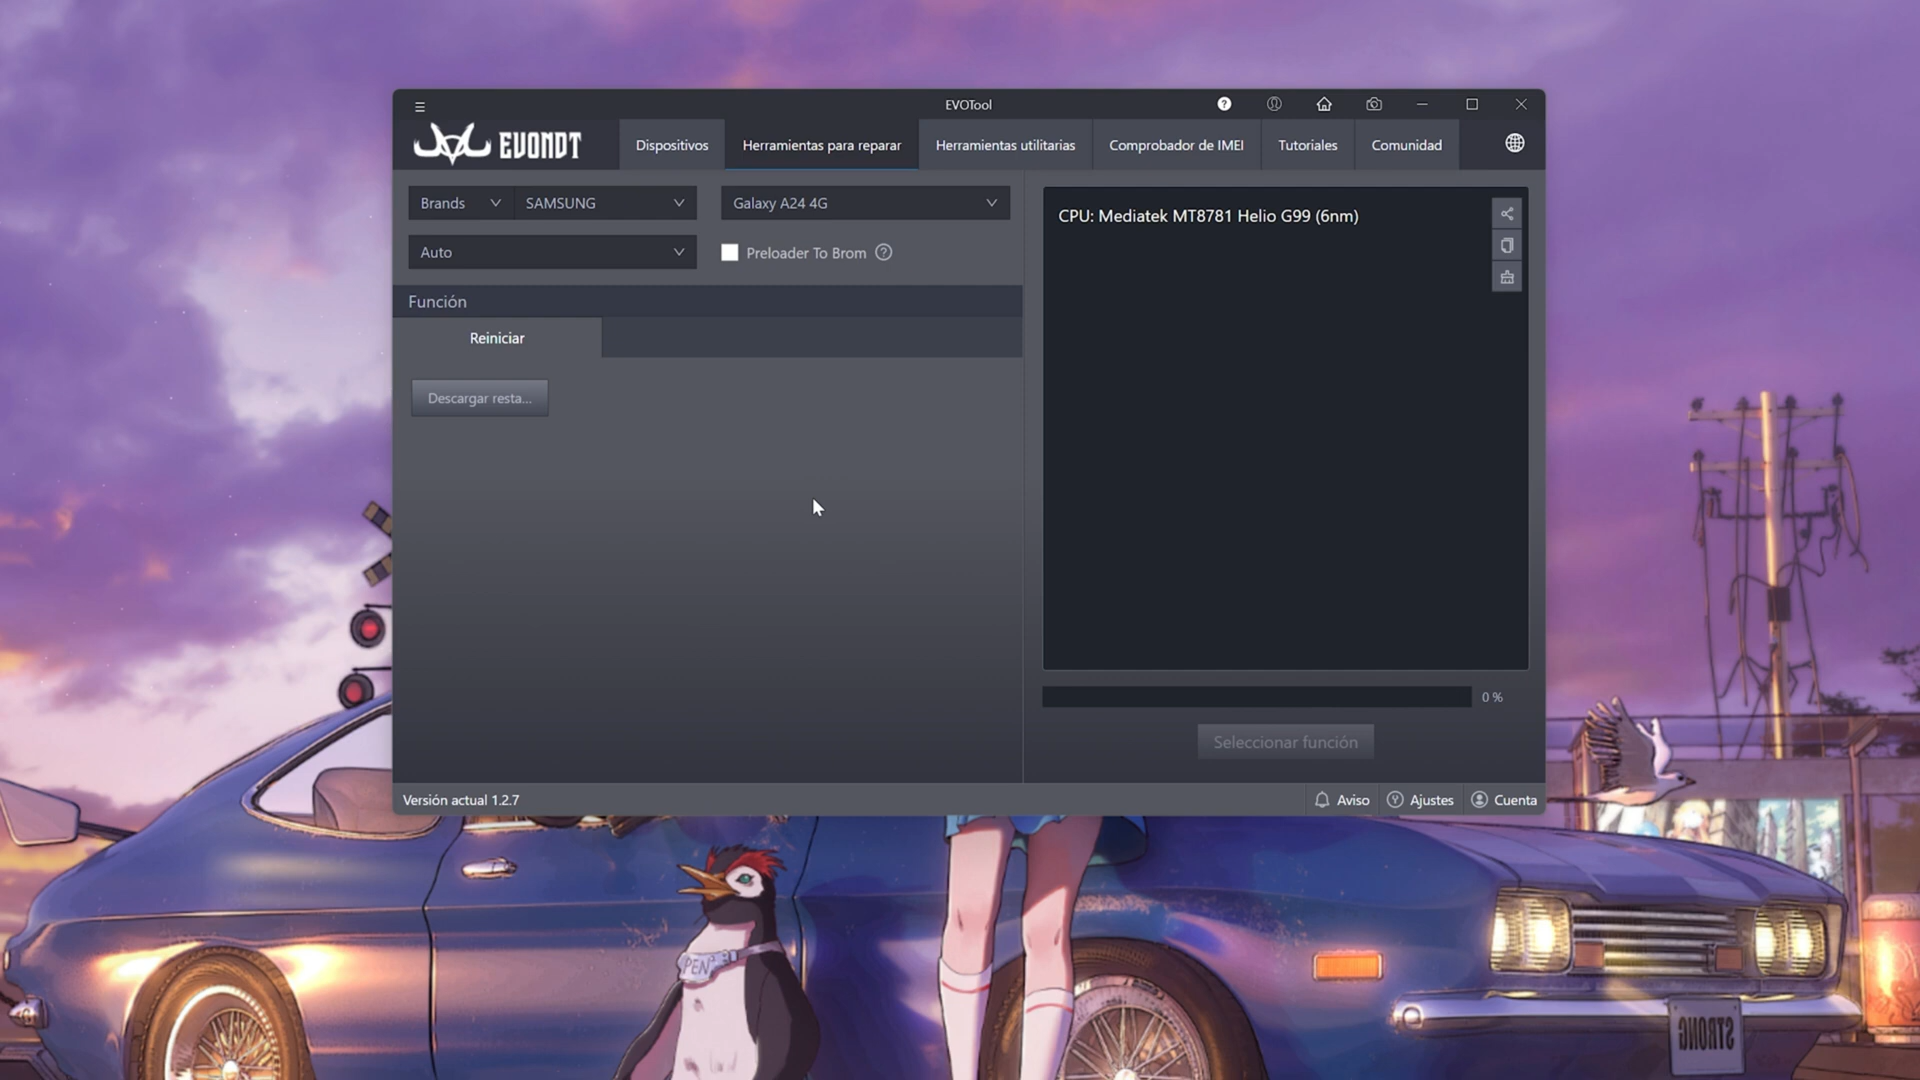 EVOTool
EVONDT
Dispositivos
Herramientas para reparar
Herramientas utilitarias
Comprobador de IMEI
Tutoriales
Comunidad
Brands
SAMSUNG
Galaxy A24 4G
Auto
Preloader To Brom
Función
Reiniciar
Descargar resta...
CPU: Mediatek MT8781 Helio G99 (6nm)
0 %
Seleccionar función
Versión actual 1.2.7
Aviso
Ajustes
Cuenta
PEN²
STRONG